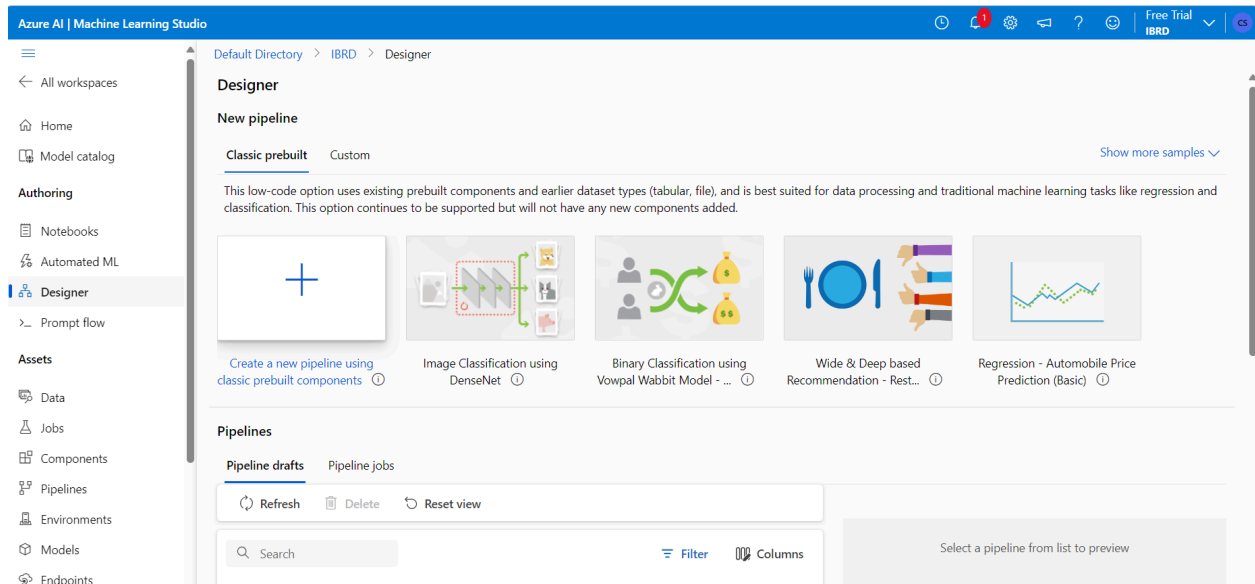 Azure AI | Machine Learning Studio
1
Free Trial
IBRD
CS
All workspaces
Home
Model catalog
Authoring
Notebooks
Automated ML
Designer
Prompt flow
Assets
Data
Jobs
Components
Pipelines
Environments
Models
Endpoints
Default Directory > IBRD > Designer
Designer
New pipeline
Classic prebuilt
Custom
Show more samples
This low-code option uses existing prebuilt components and earlier dataset types (tabular, file), and is best suited for data processing and traditional machine learning tasks like regression and
classification. This option continues to be supported but will not have any new components added.
Create a new pipeline using
classic prebuilt components
Image Classification using
DenseNet
Binary Classification using
Vowpal Wabbit Model - ...
Wide & Deep based
Recommendation - Rest...
Regression - Automobile Price
Prediction (Basic)
Pipelines
Pipeline drafts
Pipeline jobs
Refresh
Delete
Reset view
Search
Filter
Columns
Select a pipeline from list to preview